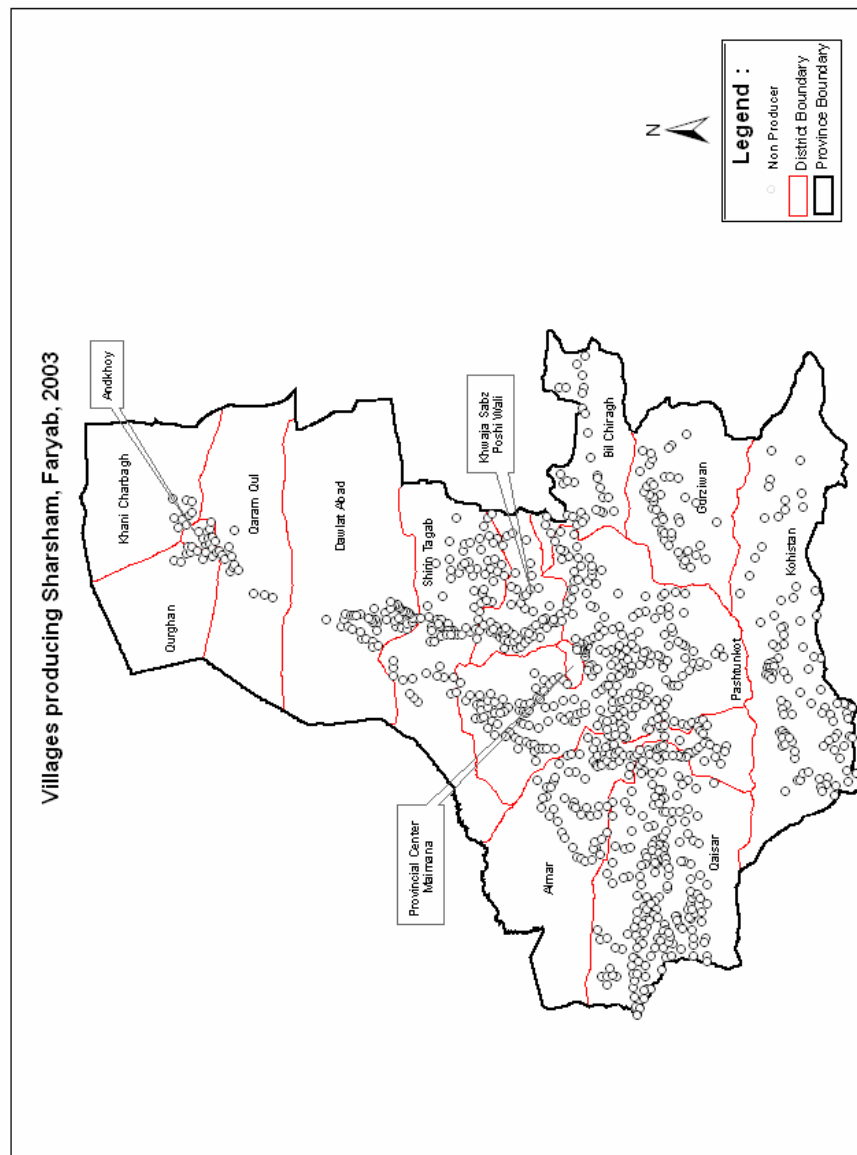 Villages producing Sharsham, Faryab, 2003
Andkhoy
Khani Charbagh
Qurghan
Qaram Qul
Dawlat Abad
Shirin Tagab
Khwaja Sabz
Poshi Wali
Bil Chiragh
Provincial Center
Maimana
Almar
Pashtunkot
Gurziwan
Qaisar
Kohistan
N
Legend :
Non Producer
District Boundary
Province Boundary